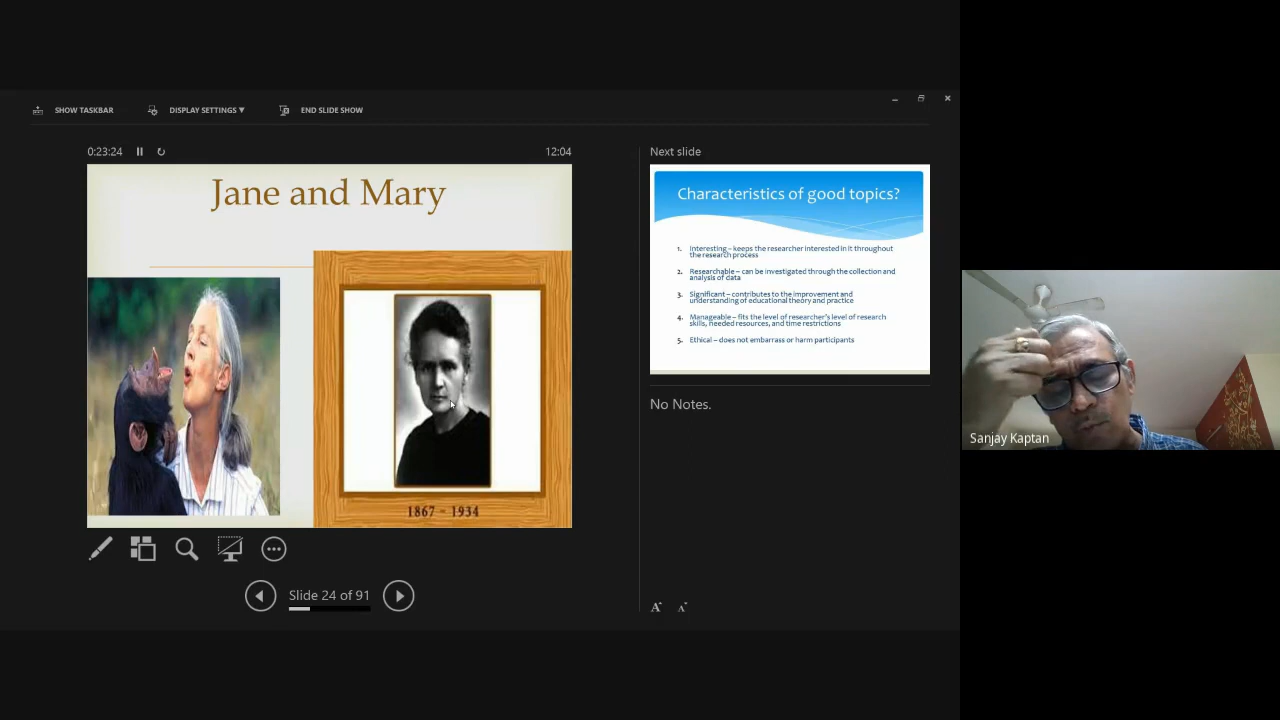 SHOW TASKBAR
DISPLAY SETTINGS ▼
END SLIDE SHOW
0:23:24
12:04
Jane and Mary
1867 - 1934
Slide 24 of 91
Next slide
Characteristics of good topics?
1. Interesting – keeps the researcher interested in it throughout
the research process
2. Researchable – can be investigated through the collection and
analysis of data
3. Significant – contributes to the improvement and
understanding of educational theory and practice
4. Manageable – fits the level of researcher's level of research
skills, needed resources, and time restrictions
5. Ethical – does not embarrass or harm participants
No Notes.
A A
Sanjay Kaptan